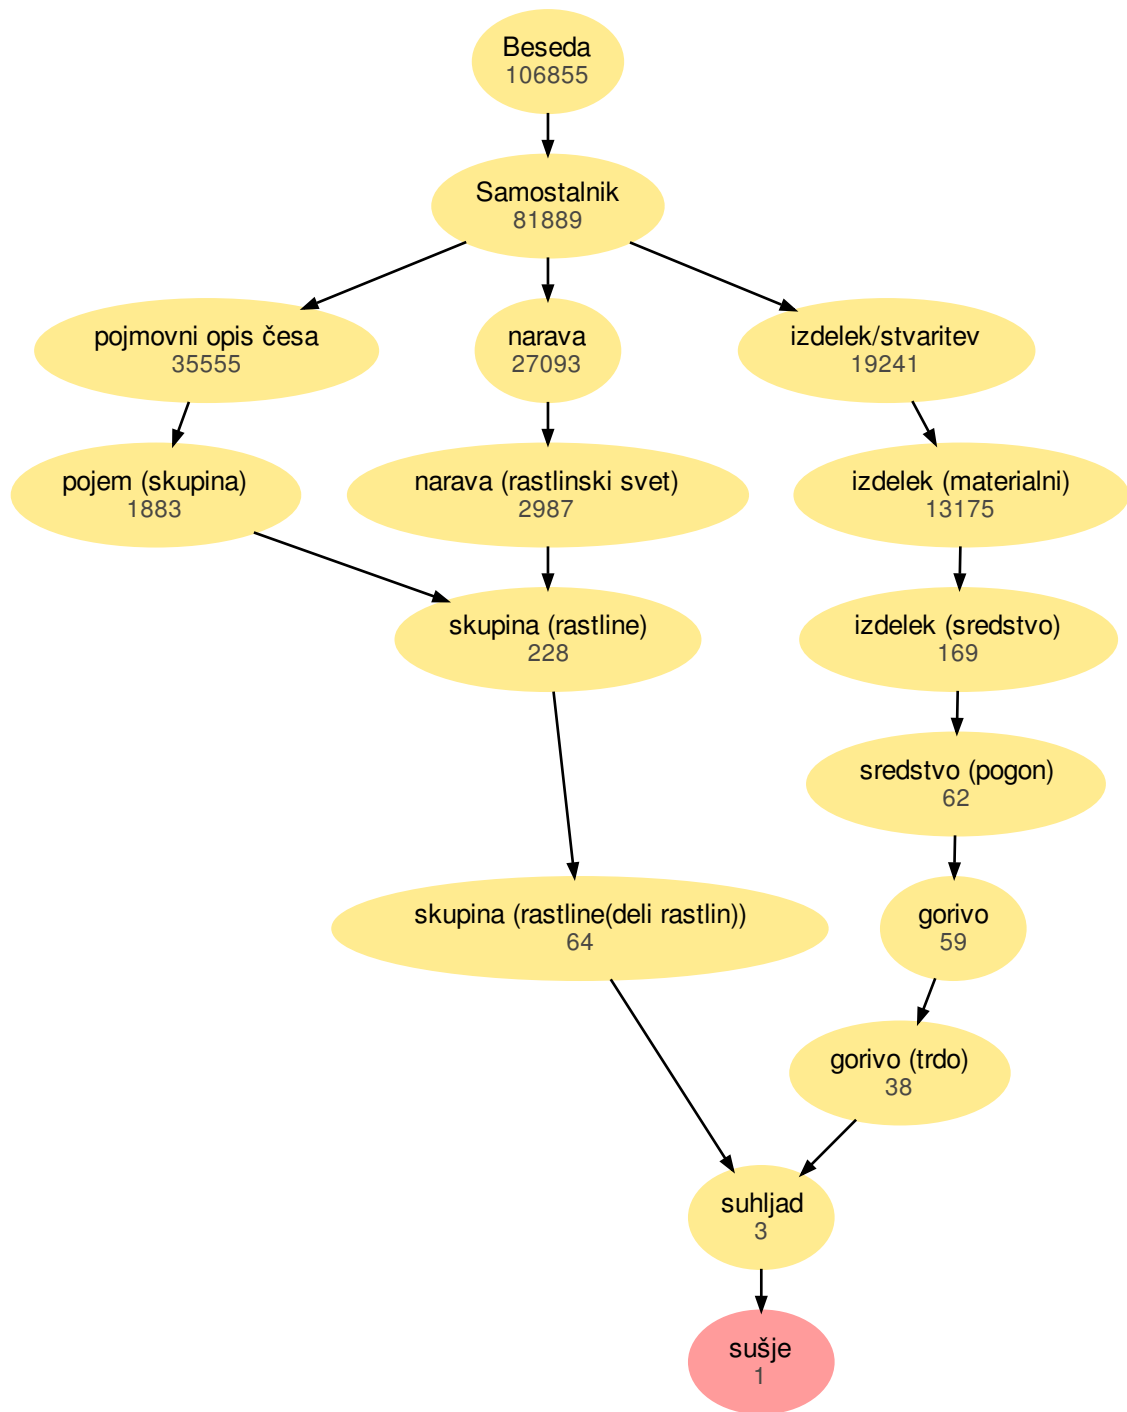 Beseda
106855
Samostalnik
81889
pojmovni opis česa
35555
narava
27093
izdelek/stvaritev
19241
pojem (skupina)
1883
narava (rastlinski svet)
2987
izdelek (materialni)
13175
skupina (rastline)
228
izdelek (sredstvo)
169
sredstvo (pogon)
62
skupina (rastline(deli rastlin))
64
gorivo
59
gorivo (trdo)
38
suhljad
3
sušje
1